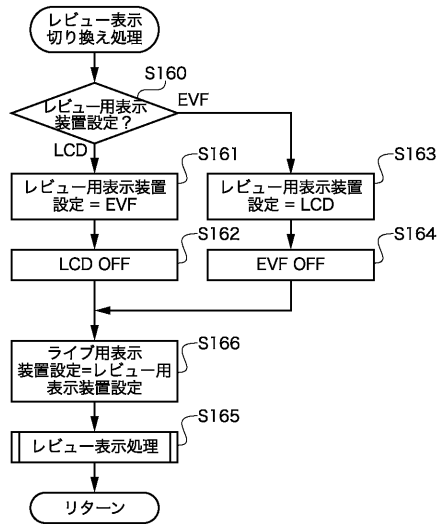 レビュー表示
切り換え処理
S160
レビュー用表示
装置設定？
EVF
LCD
S161
レビュー用表示装置
設定 = EVF
S163
レビュー用表示装置
設定 = LCD
S162
LCD OFF
S164
EVF OFF
S166
ライブ用表示
装置設定=レビュー用
表示装置設定
S165
レビュー表示処理
リターン